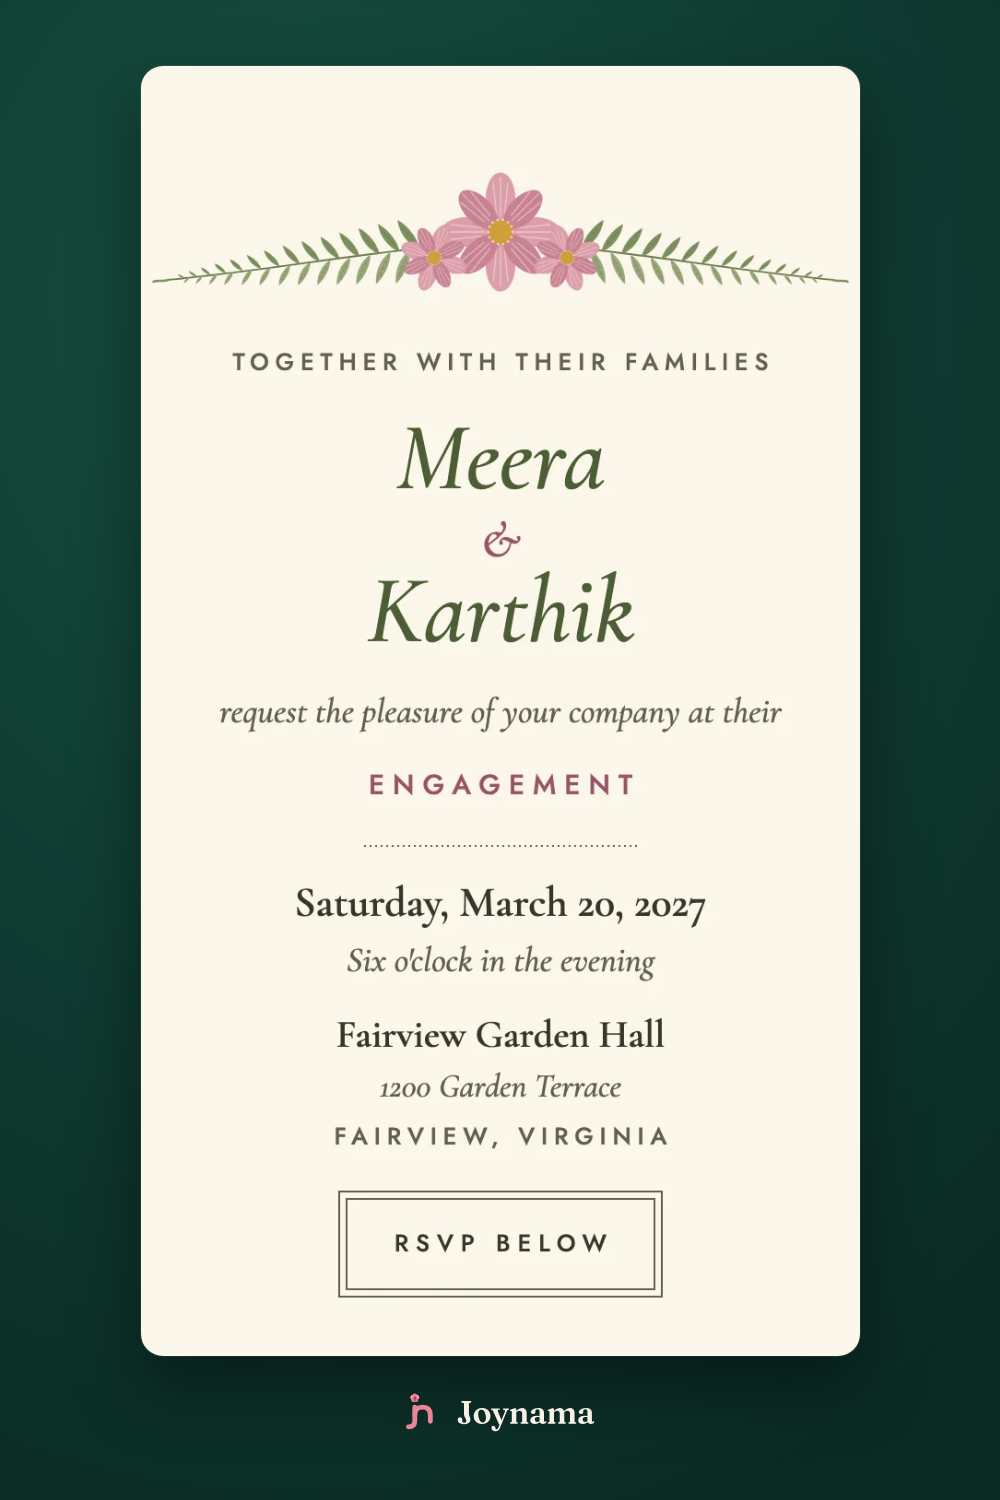 TOGETHER WITH THEIR FAMILIES
Meera
&
Karthik
request the pleasure of your company at their
ENGAGEMENT
Saturday, March 20, 2027
Six o'clock in the evening
Fairview Garden Hall
1200 Garden Terrace
FAIRVIEW, VIRGINIA
RSVP BELOW
Joynama